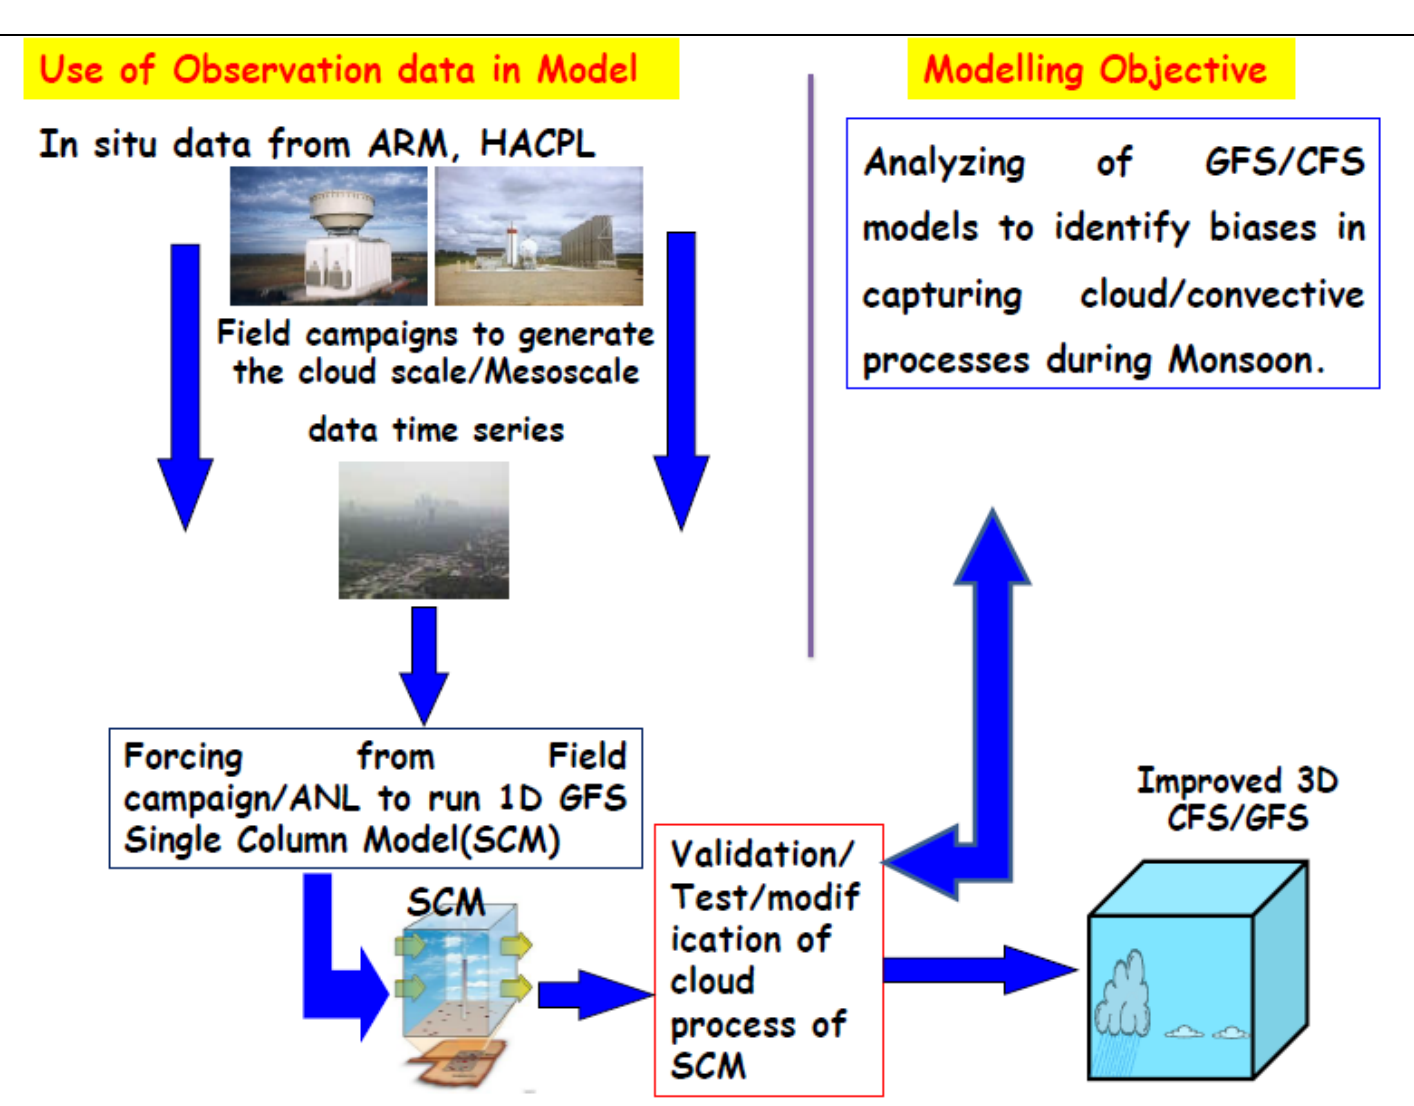 Use of Observation data in Model
In situ data from ARM, HACPL
Field campaigns to generate
the cloud scale/Mesoscale
data time series
Forcing from Field
campaign/ANL to run 1D GFS
Single Column Model(SCM)
SCM
Validation/
Test/modif
ication of
cloud
process of
SCM
Modelling Objective
Analyzing of GFS/CFS
models to identify biases in
capturing cloud/convective
processes during Monsoon.
Improved 3D
CFS/GFS